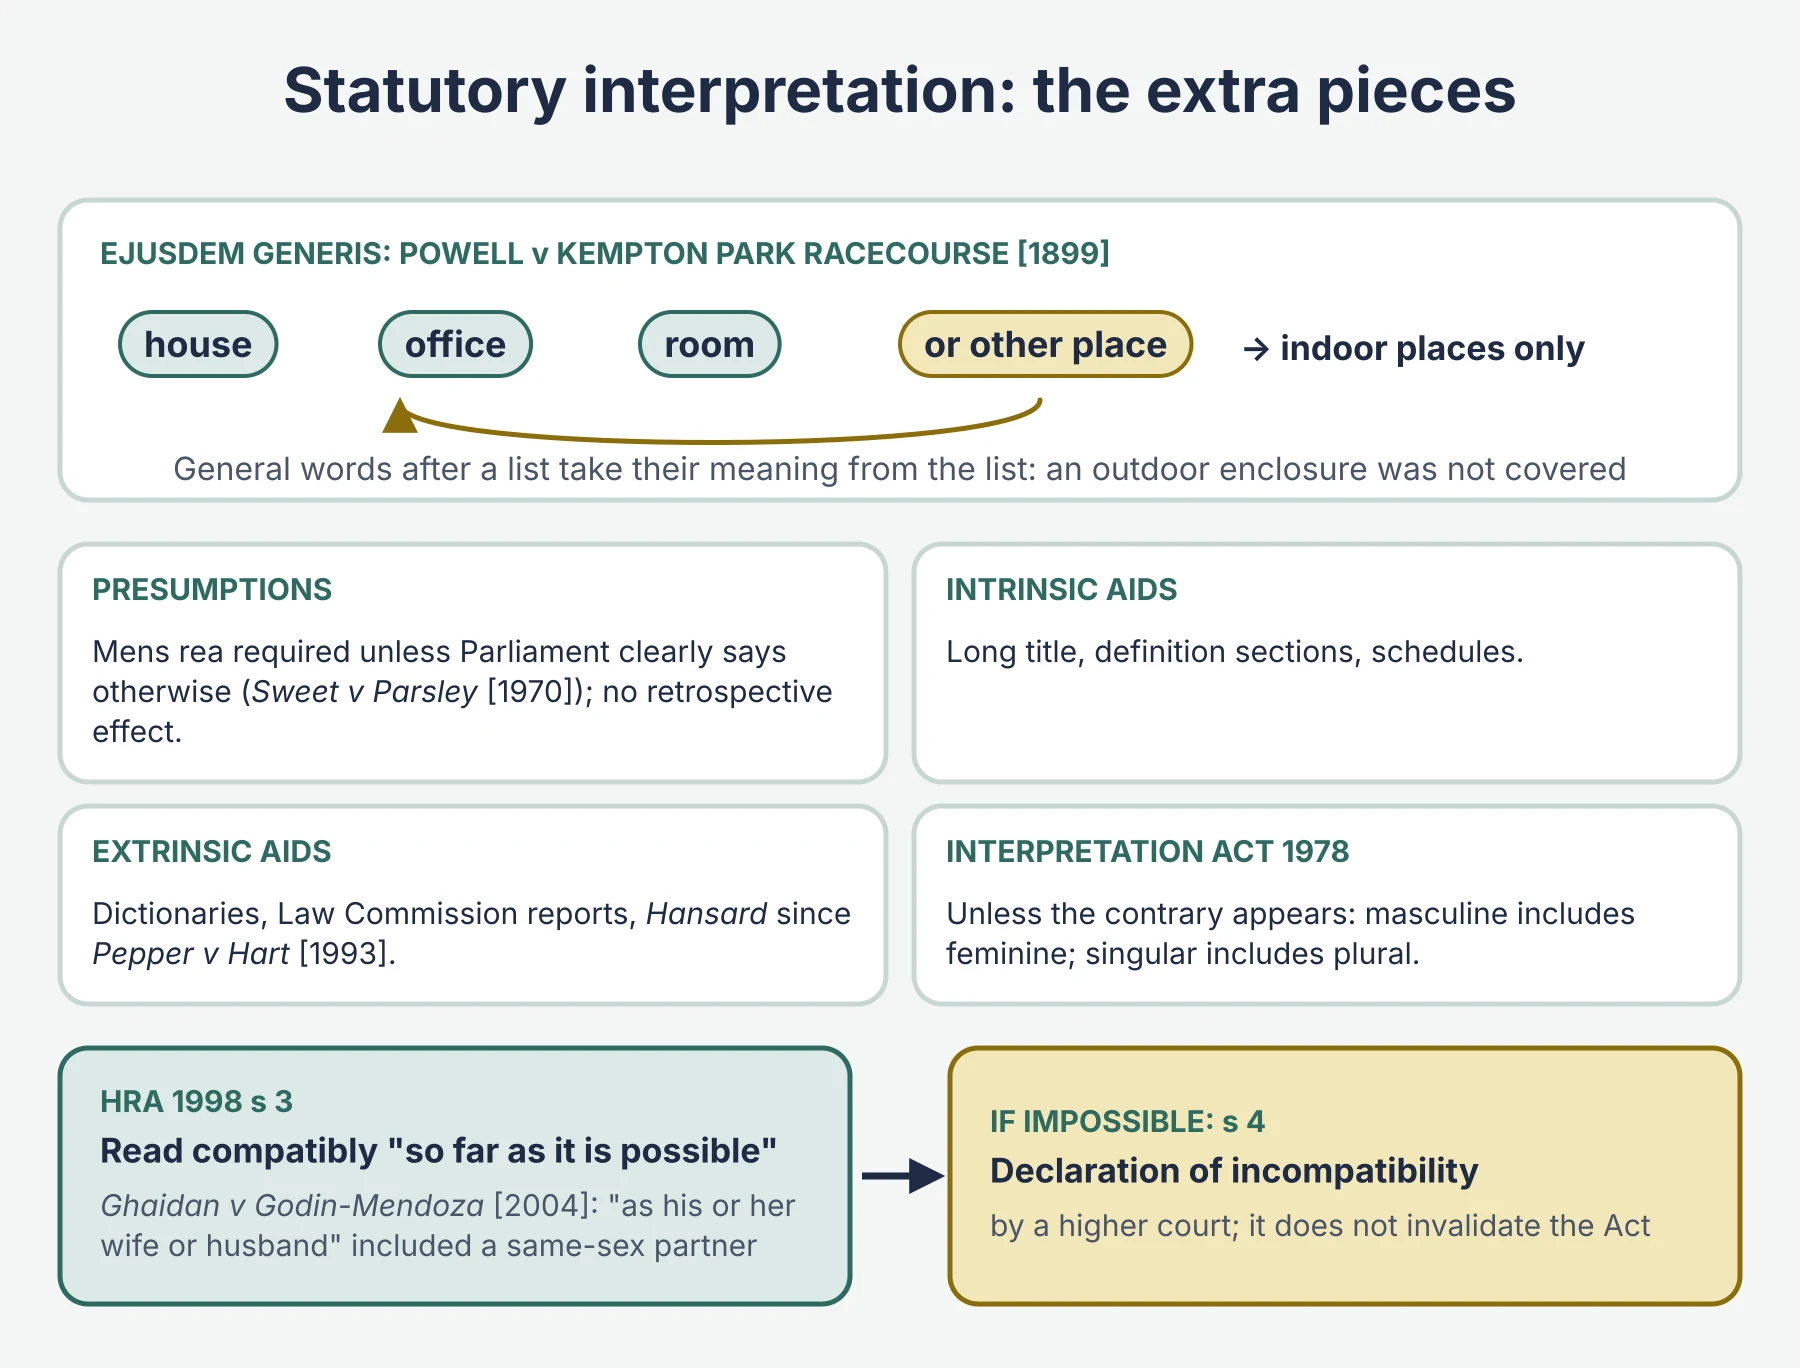 Statutory interpretation: the extra pieces
EJUSDEM GENERIS: POWELL v KEMPTON PARK RACECOURSE [1899]
house office room or other place → indoor places only
General words after a list take their meaning from the list: an outdoor enclosure was not covered
PRESUMPTIONS
Mens rea required unless Parliament clearly says
otherwise (Sweet v Parsley [1970]); no retrospective
effect.
INTRINSIC AIDS
Long title, definition sections, schedules.
EXTRINSIC AIDS
Dictionaries, Law Commission reports, Hansard since
Pepper v Hart [1993].
INTERPRETATION ACT 1978
Unless the contrary appears: masculine includes
feminine; singular includes plural.
HRA 1998 s 3
Read compatibly "so far as it is possible"
Ghaidan v Godin-Mendoza [2004]: "as his or her
wife or husband" included a same-sex partner
IF IMPOSSIBLE: s 4
Declaration of incompatibility
by a higher court; it does not invalidate the Act